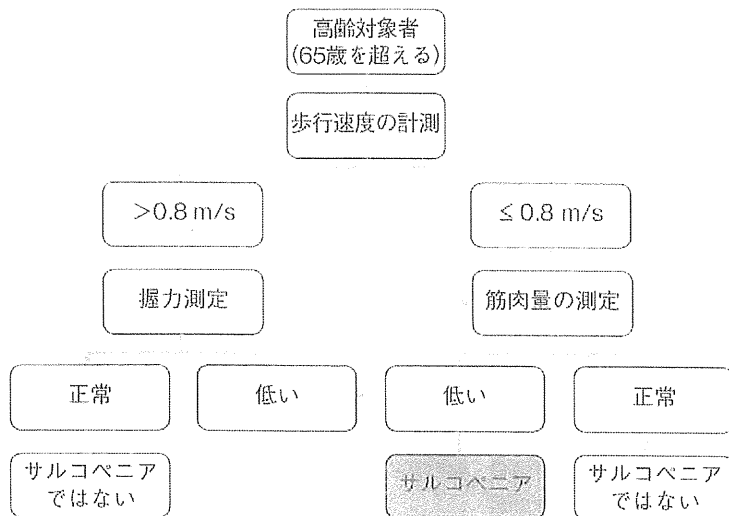 高齢対象者
(65歳を超える)
歩行速度の計測
>0.8 m/s
≦ 0.8 m/s
握力測定
筋肉量の測定
正常
低い
低い
正常
サルコペニア
ではない
サルコペニア
サルコペニア
ではない